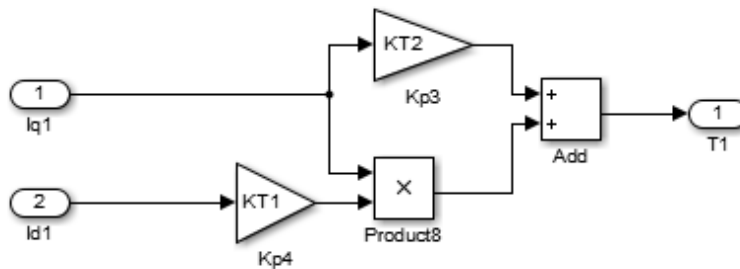 KT2
1
Kp3
+
+
1
Iq1
Add
T1
2
KT1
×
Id1
Product8
Kp4